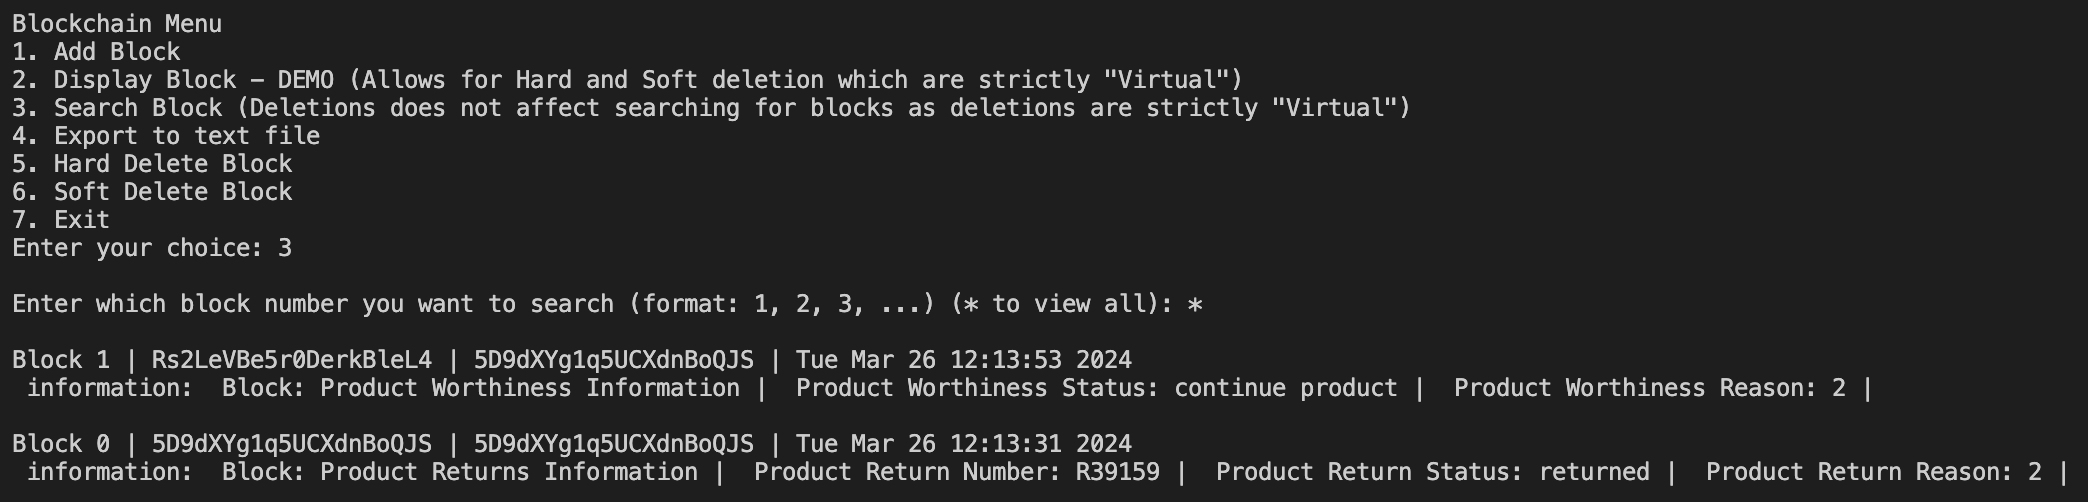 Blockchain Menu
1. Add Block
2. Display Block – DEMO (Allows for Hard and Soft deletion which are strictly "Virtual")
3. Search Block (Deletions does not affect searching for blocks as deletions are strictly "Virtual")
4. Export to text file
5. Hard Delete Block
6. Soft Delete Block
7. Exit
Enter your choice: 3
Enter which block number you want to search (format: 1, 2, 3, ...) (* to view all): *
Block 1 | Rs2LeVBe5r0DerkBleL4 | 5D9dXYg1q5UCXdnBoQJS | Tue Mar 26 12:13:53 2024
information:  Block: Product Worthiness Information |  Product Worthiness Status: continue product |  Product Worthiness Reason: 2 |
Block 0 | 5D9dXYg1q5UCXdnBoQJS | 5D9dXYg1q5UCXdnBoQJS | Tue Mar 26 12:13:31 2024
information:  Block: Product Returns Information |  Product Return Number: R39159 |  Product Return Status: returned |  Product Return Reason: 2 |